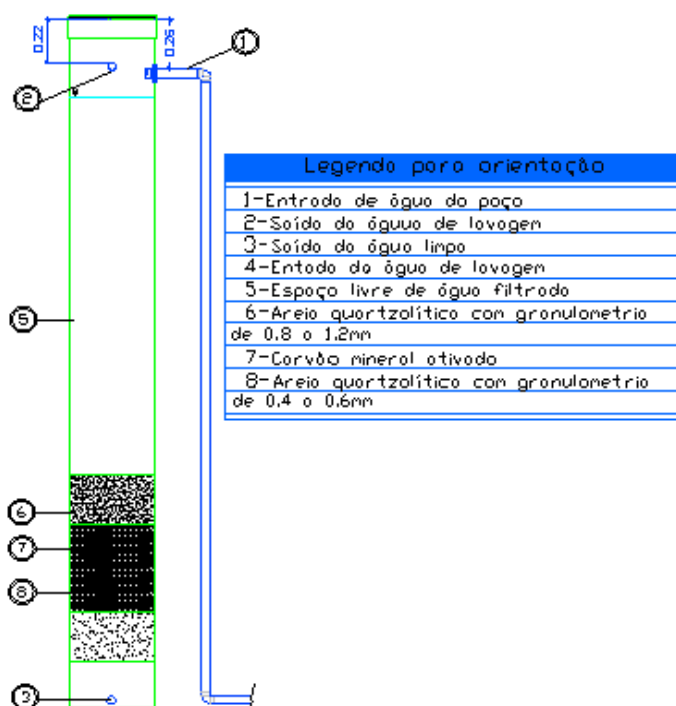 0.22
0.26
1
2
Legenda para orientação
1-Entrada de água do poço
2-Saída da águua de lavagem
3-Saída da água limpa
4-Entada da água de lavagem
5-Espaço livre de água filtrada
6-Areia quartzolítica com granulometria
de 0.8 a 1.2mm
7-Carvão mineral ativado
8-Areia quartzolítica com granulometria
de 0.4 a 0.6mm
5
6
7
8
3